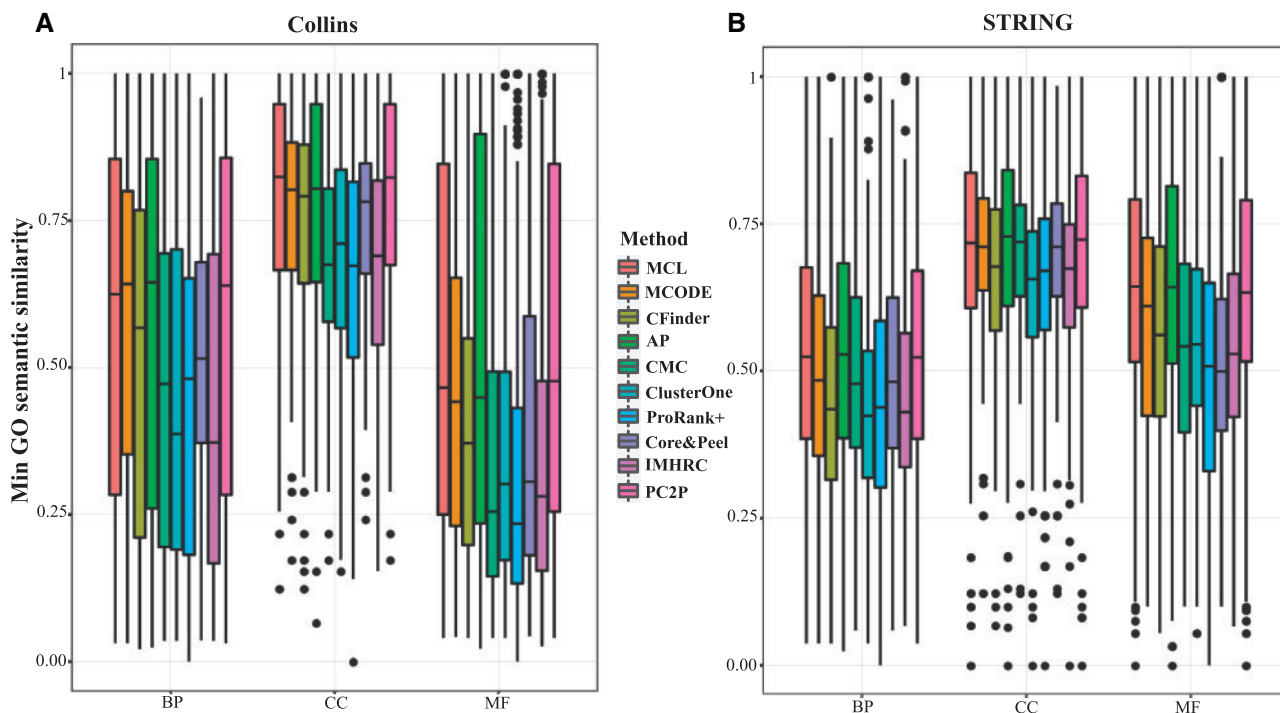 A
Collins
Min GO semantic similarity
1
0.75
0.50
0.25
0.00
BP
CC
MF
Method
MCL
MCODE
CFinder
AP
CMC
ClusterOne
ProRank+
Core&Peel
IMHRC
PC2P
B
STRING
1
0.75
0.50
0.25
0.00
BP
CC
MF